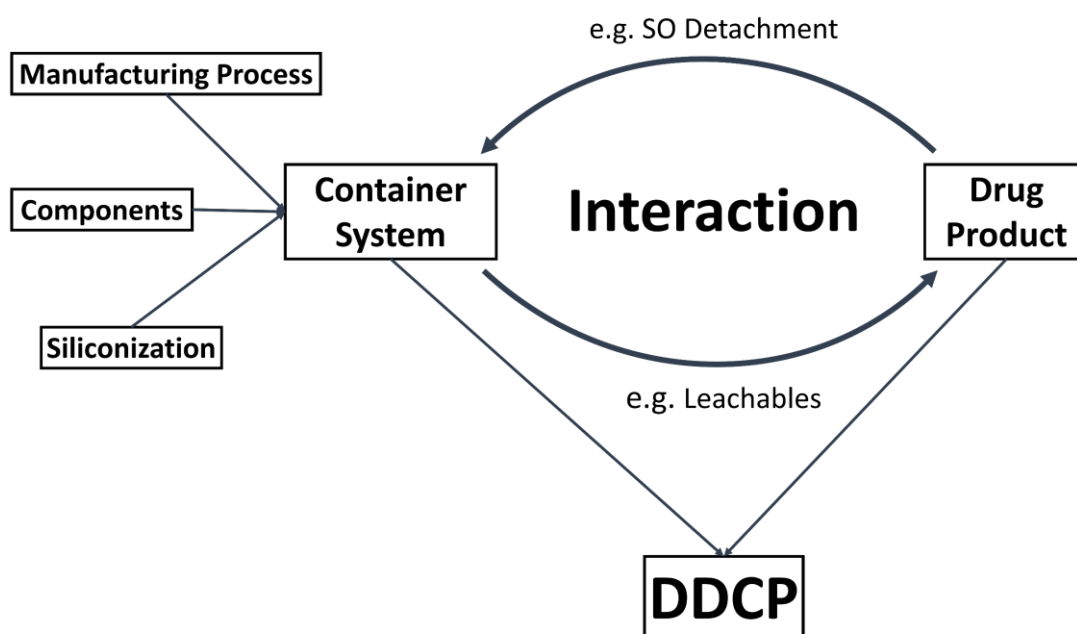 e.g. SO Detachment
Manufacturing Process
Components
Siliconization
Container
System
Interaction
Drug
Product
e.g. Leachables
DDCP